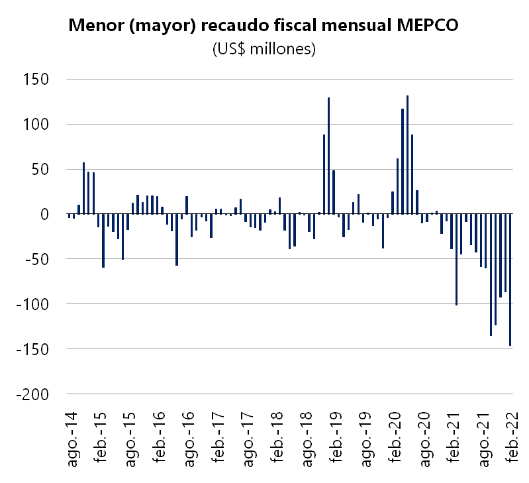 Menor (mayor) recaudo fiscal mensual MEPCO
(US$ millones)
150
100
50
0
-50
-100
-150
-200
ago.-14
feb.-15
ago.-15
feb.-16
ago.-16
feb.-17
ago.-17
feb.-18
ago.-18
feb.-19
ago.-19
feb.-20
ago.-20
feb.-21
ago.-21
feb.-22